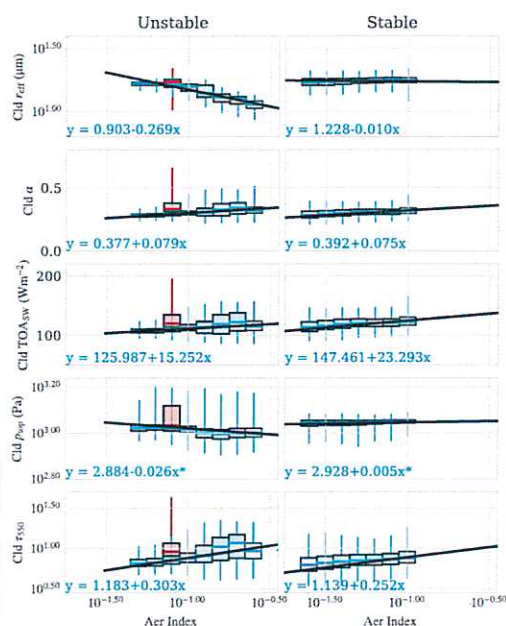 Unstable Stable
Cld r_eff (μm)
10^1.50
10^1.00
y = 0.903-0.269x y = 1.228-0.010x
Cld α
0.5
0.0
y = 0.377+0.079x y = 0.392+0.075x
Cld TOA_SW (Wm^-2)
200
100
y = 125.987+15.252x y = 147.461+23.293x
Cld p_top (Pa)
10^3.20
10^3.00
10^2.80
y = 2.884-0.026x* y = 2.928+0.005x*
Cld τ_550
10^1.50
10^1.00
10^0.50
y = 1.183+0.303x y = 1.139+0.252x
10^-1.50 10^-1.00 10^-0.50 10^-1.50 10^-1.00 10^-0.50
Aer Index Aer Index